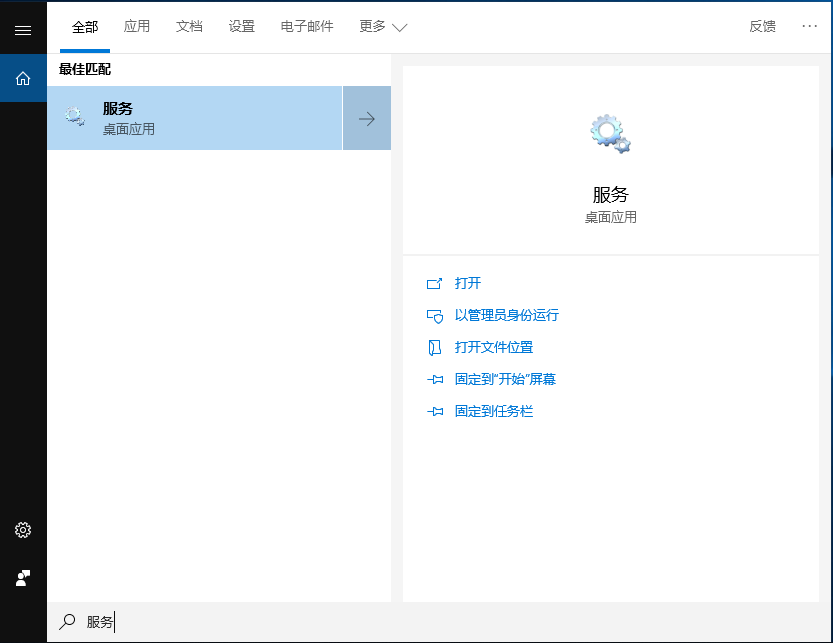 全部 应用 文档 设置 电子邮件 更多 反馈
最佳匹配
服务
桌面应用
服务
桌面应用
打开
以管理员身份运行
打开文件位置
固定到"开始"屏幕
固定到任务栏
服务